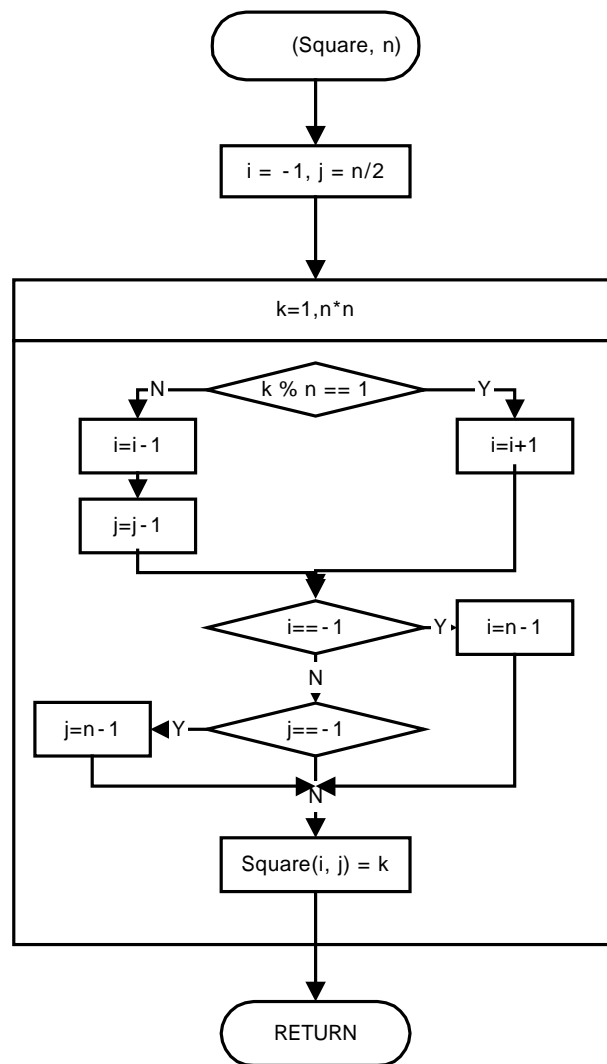 (Square, n)
i = -1, j = n/2
k=1,n*n
N
k % n == 1
Y
i=i-1
i=i+1
j=j-1
i==-1
Y
i=n-1
N
j=n-1
Y
j==-1
N
Square(i, j) = k
RETURN